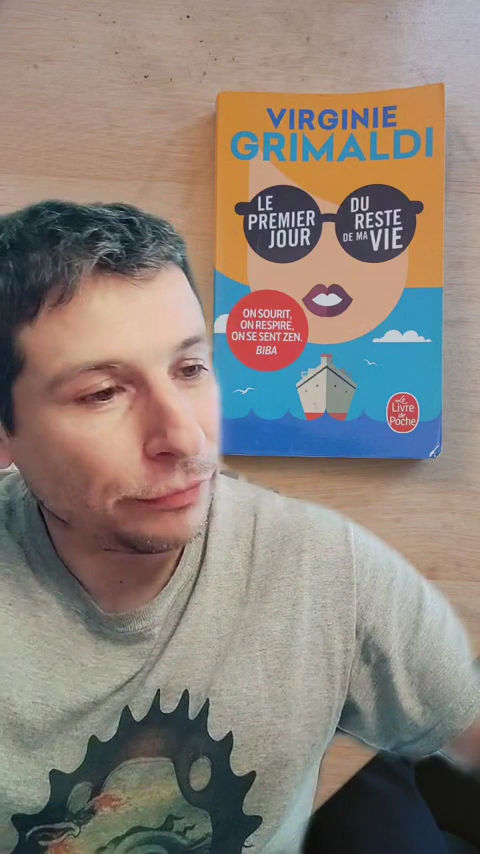 VIRGINIE
GRIMALDI
LE
PREMIER
JOUR
DU
RESTE
DE MA VIE
ON SOURIT,
ON RESPIRE,
ON SE SENT ZEN.
BIBA
Le
Livre
de
Poche